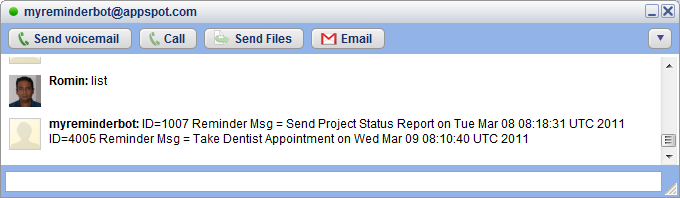 myreminderbot@appspot.com
Send voicemail Call Send Files Email
Romin: list
myreminderbot: ID=1007 Reminder Msg = Send Project Status Report on Tue Mar 08 08:18:31 UTC 2011
ID=4005 Reminder Msg = Take Dentist Appointment on Wed Mar 09 08:10:40 UTC 2011